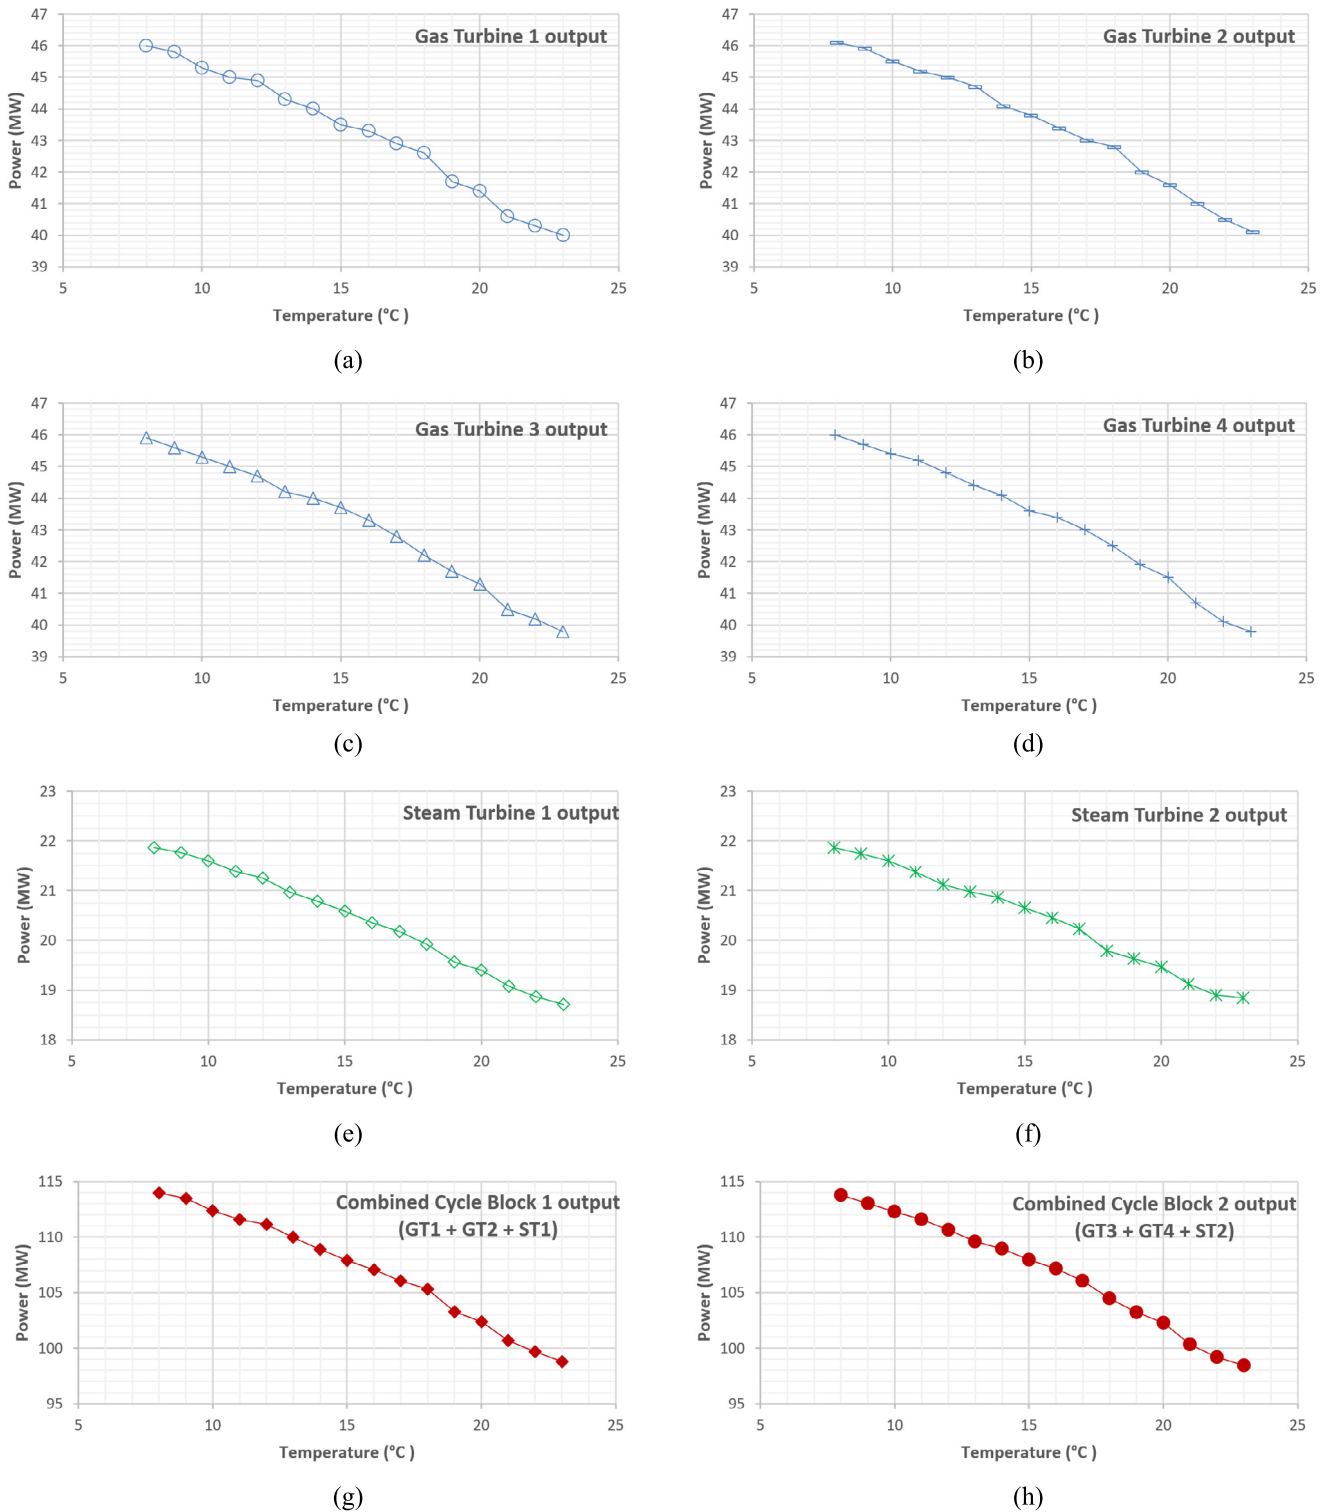 Gas Turbine 1 output
Power (MW)
47
46
45
44
43
42
41
40
39
5
10
15
20
25
Temperature (°C )
(a)
Gas Turbine 2 output
Power (MW)
47
46
45
44
43
42
41
40
39
5
10
15
20
25
Temperature (°C )
(b)
Gas Turbine 3 output
Power (MW)
47
46
45
44
43
42
41
40
39
5
10
15
20
25
Temperature (°C )
(c)
Gas Turbine 4 output
Power (MW)
47
46
45
44
43
42
41
40
39
5
10
15
20
25
Temperature (°C )
(d)
Steam Turbine 1 output
Power (MW)
23
22
21
20
19
18
5
10
15
20
25
Temperature (°C )
(e)
Steam Turbine 2 output
Power (MW)
23
22
21
20
19
18
5
10
15
20
25
Temperature (°C )
(f)
Combined Cycle Block 1 output
(GT1 + GT2 + ST1)
Power (MW)
115
110
105
100
95
5
10
15
20
25
Temperature (°C )
(g)
Combined Cycle Block 2 output
(GT3 + GT4 + ST2)
Power (MW)
115
110
105
100
95
5
10
15
20
25
Temperature (°C )
(h)